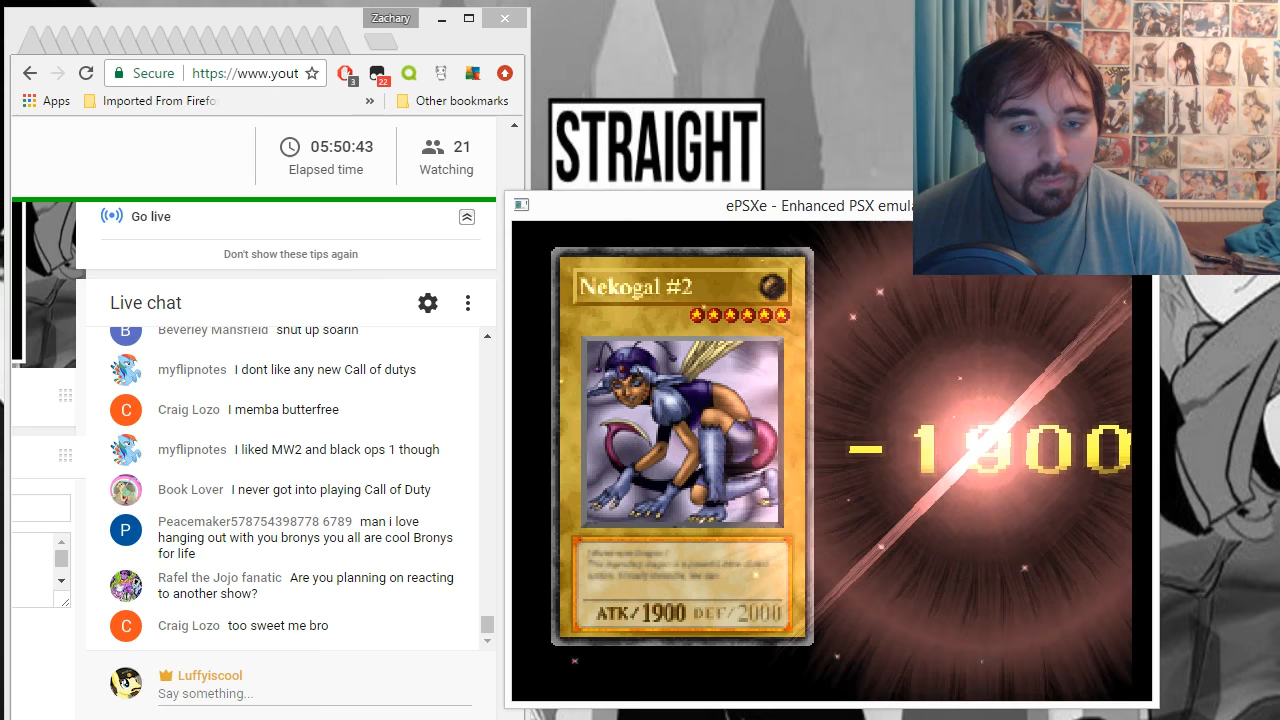 Zachary
Secure https://www.yout
3
22
Apps Imported From Firefo » Other bookmarks
05:50:43
Elapsed time
21
Watching
Go live
Don't show these tips again
Live chat
Beverley Mansfield shut up soarin
myflipnotes I dont like any new Call of dutys
Craig Lozo I memba butterfree
myflipnotes I liked MW2 and black ops 1 though
Book Lover I never got into playing Call of Duty
Peacemaker578754398778 6789 man i love
hanging out with you bronys you all are cool Bronys
for life
Rafel the Jojo fanatic Are you planning on reacting
to another show?
Craig Lozo too sweet me bro
Luffyiscool
Say something...
B
C
P
C
STRAIGHT
ePSXe - Enhanced PSX emula
Nekogal #2
ATK/1900 DEF/2000
-1900